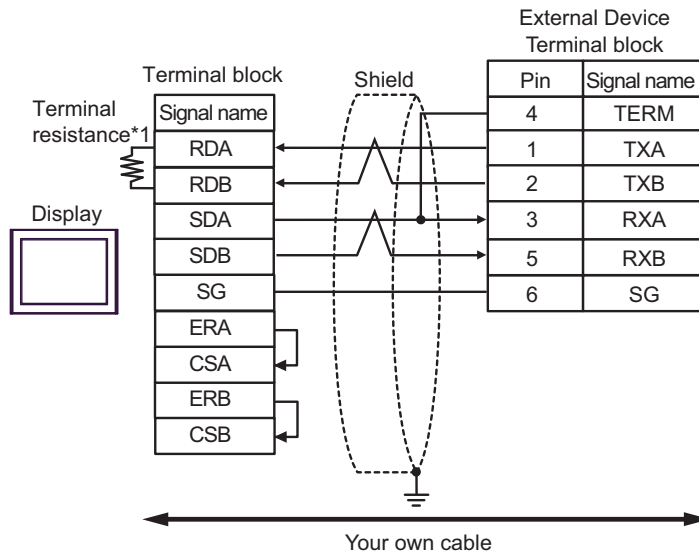 External Device
Terminal block
Terminal block
Shield
Pin Signal name
Terminal
resistance*1
Signal name
4 TERM
RDA
1 TXA
RDB
2 TXB
Display
SDA
3 RXA
SDB
5 RXB
SG
6 SG
ERA
CSA
ERB
CSB
Your own cable